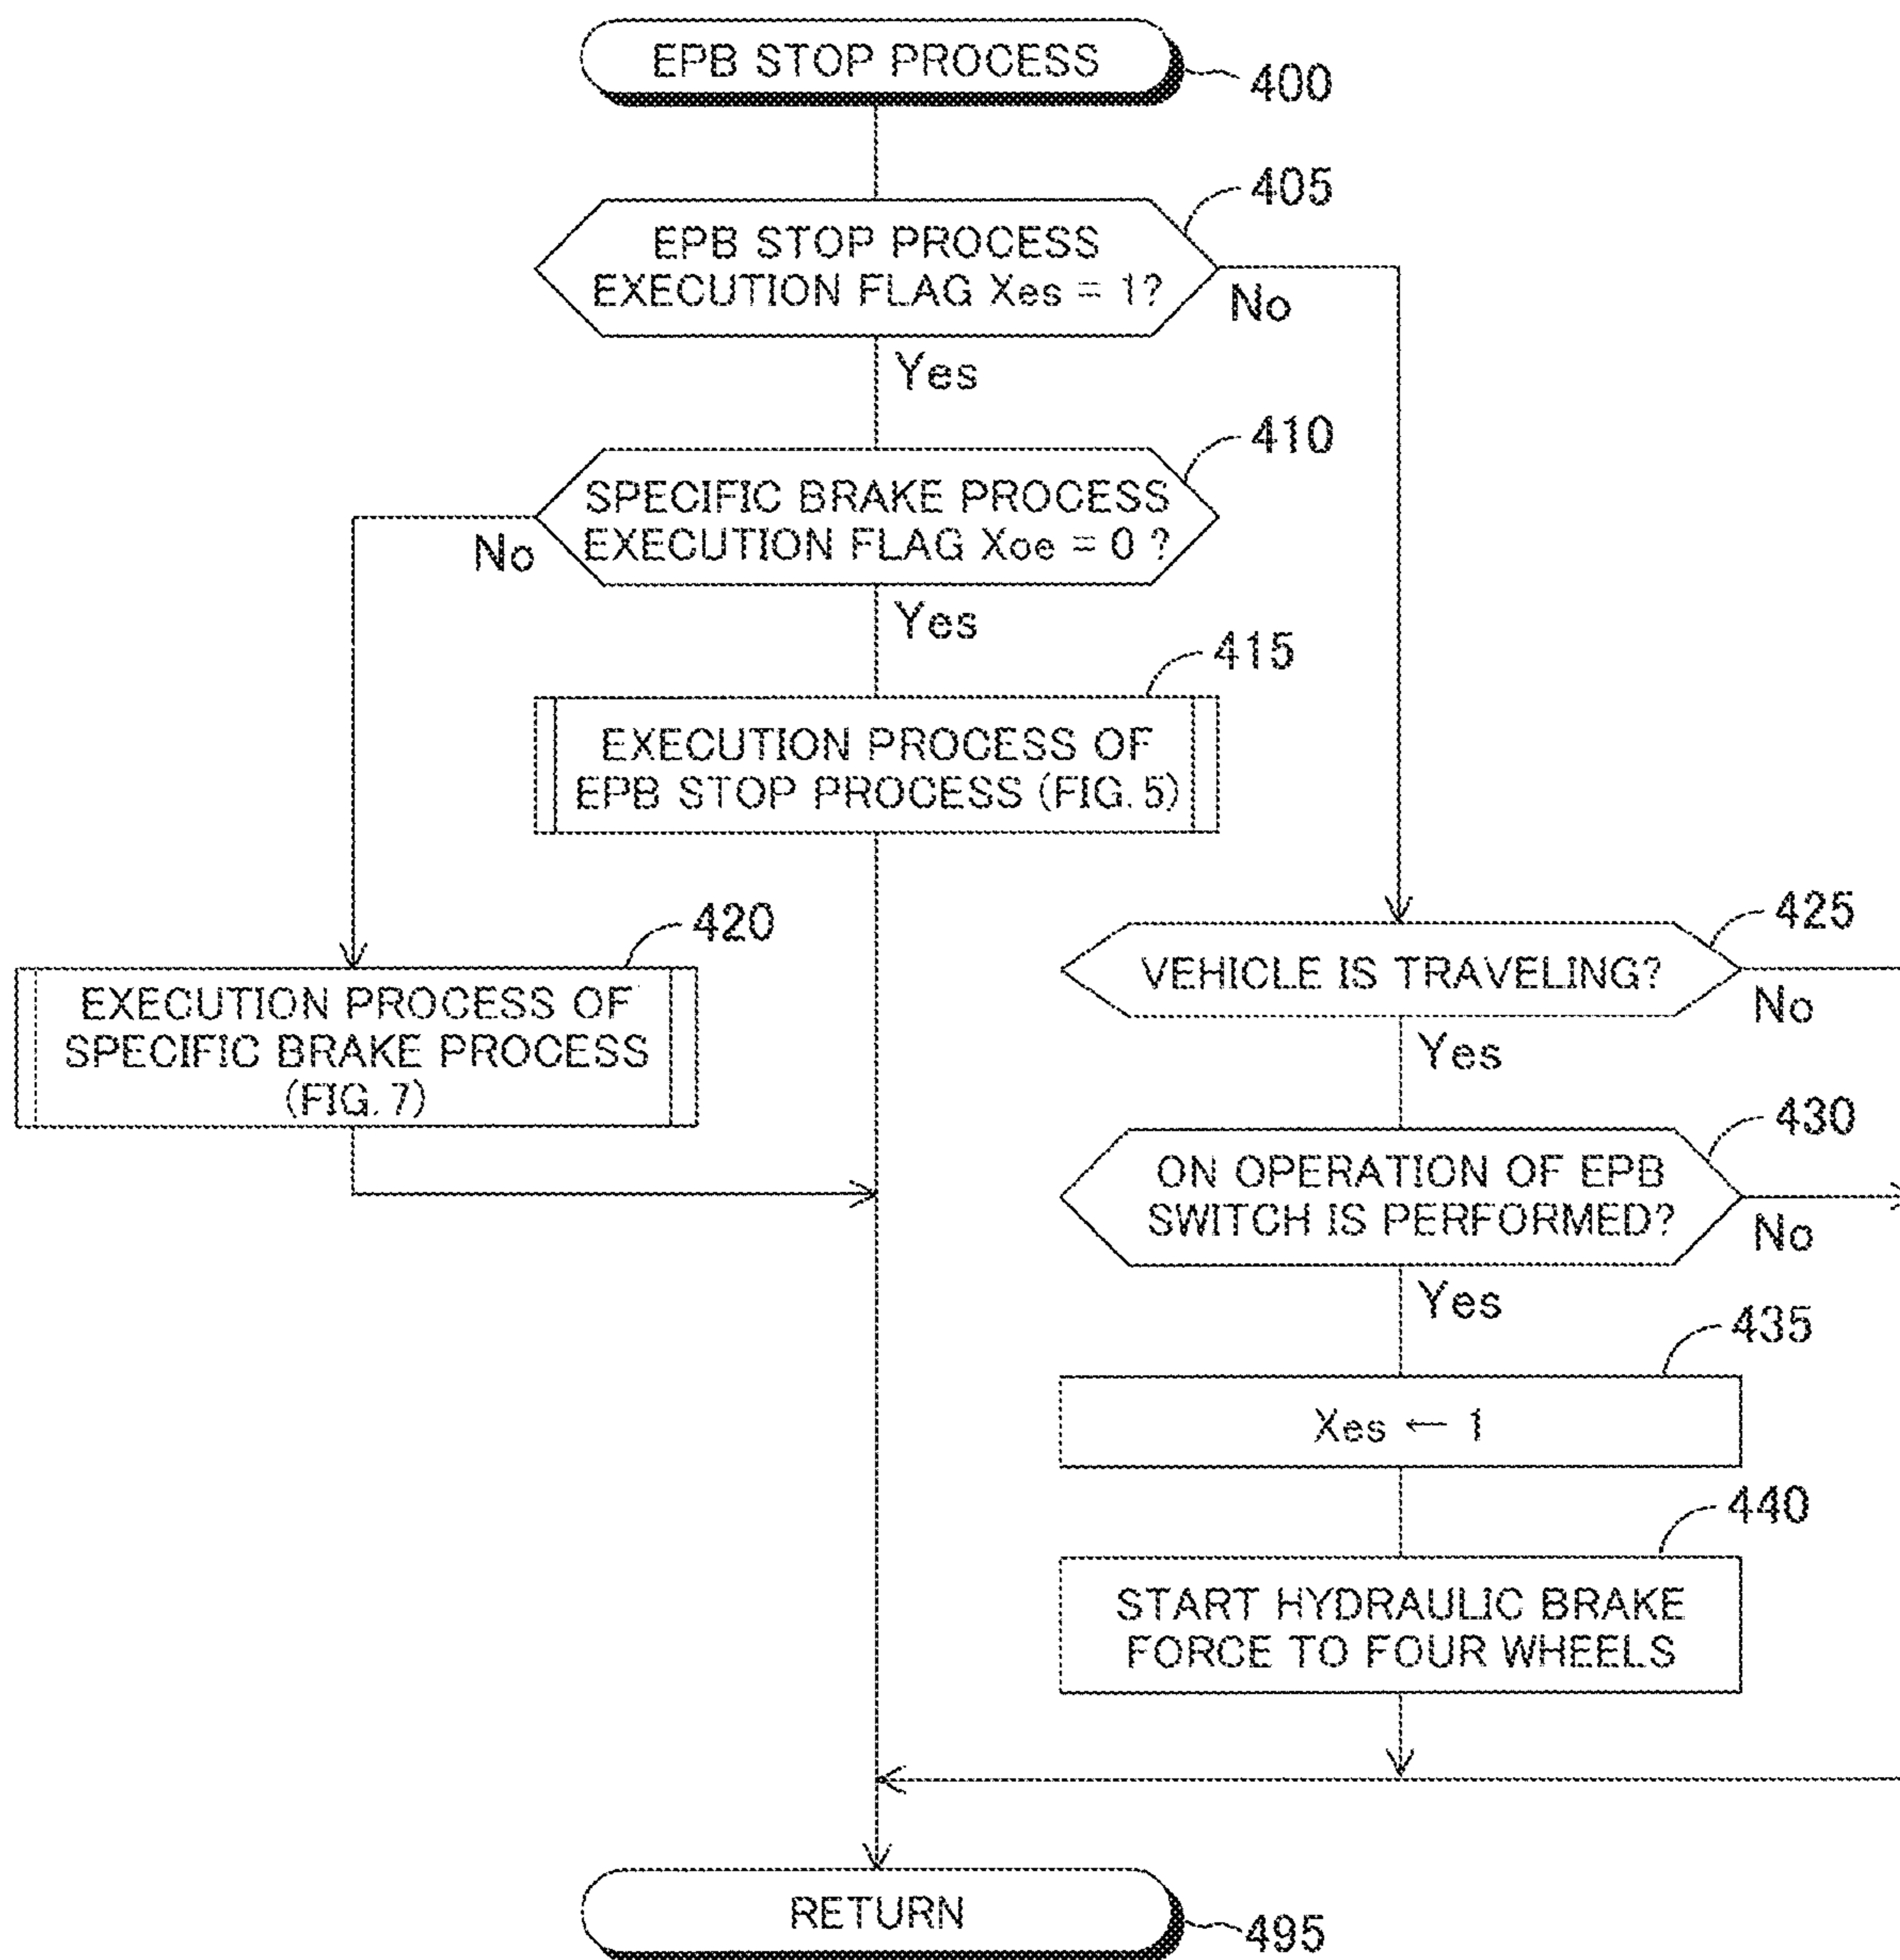 EPB STOP PROCESS
400
405
EPB STOP PROCESS
EXECUTION FLAG Xes = 1?
No
Yes
410
SPECIFIC BRAKE PROCESS
EXECUTION FLAG Xoe = 0 ?
No
Yes
415
EXECUTION PROCESS OF
EPB STOP PROCESS (FIG. 5)
420
EXECUTION PROCESS OF
SPECIFIC BRAKE PROCESS
(FIG. 7)
425
VEHICLE IS TRAVELING?
No
Yes
430
ON OPERATION OF EPB
SWITCH IS PERFORMED?
No
Yes
435
Xes ← 1
440
START HYDRAULIC BRAKE
FORCE TO FOUR WHEELS
RETURN
495